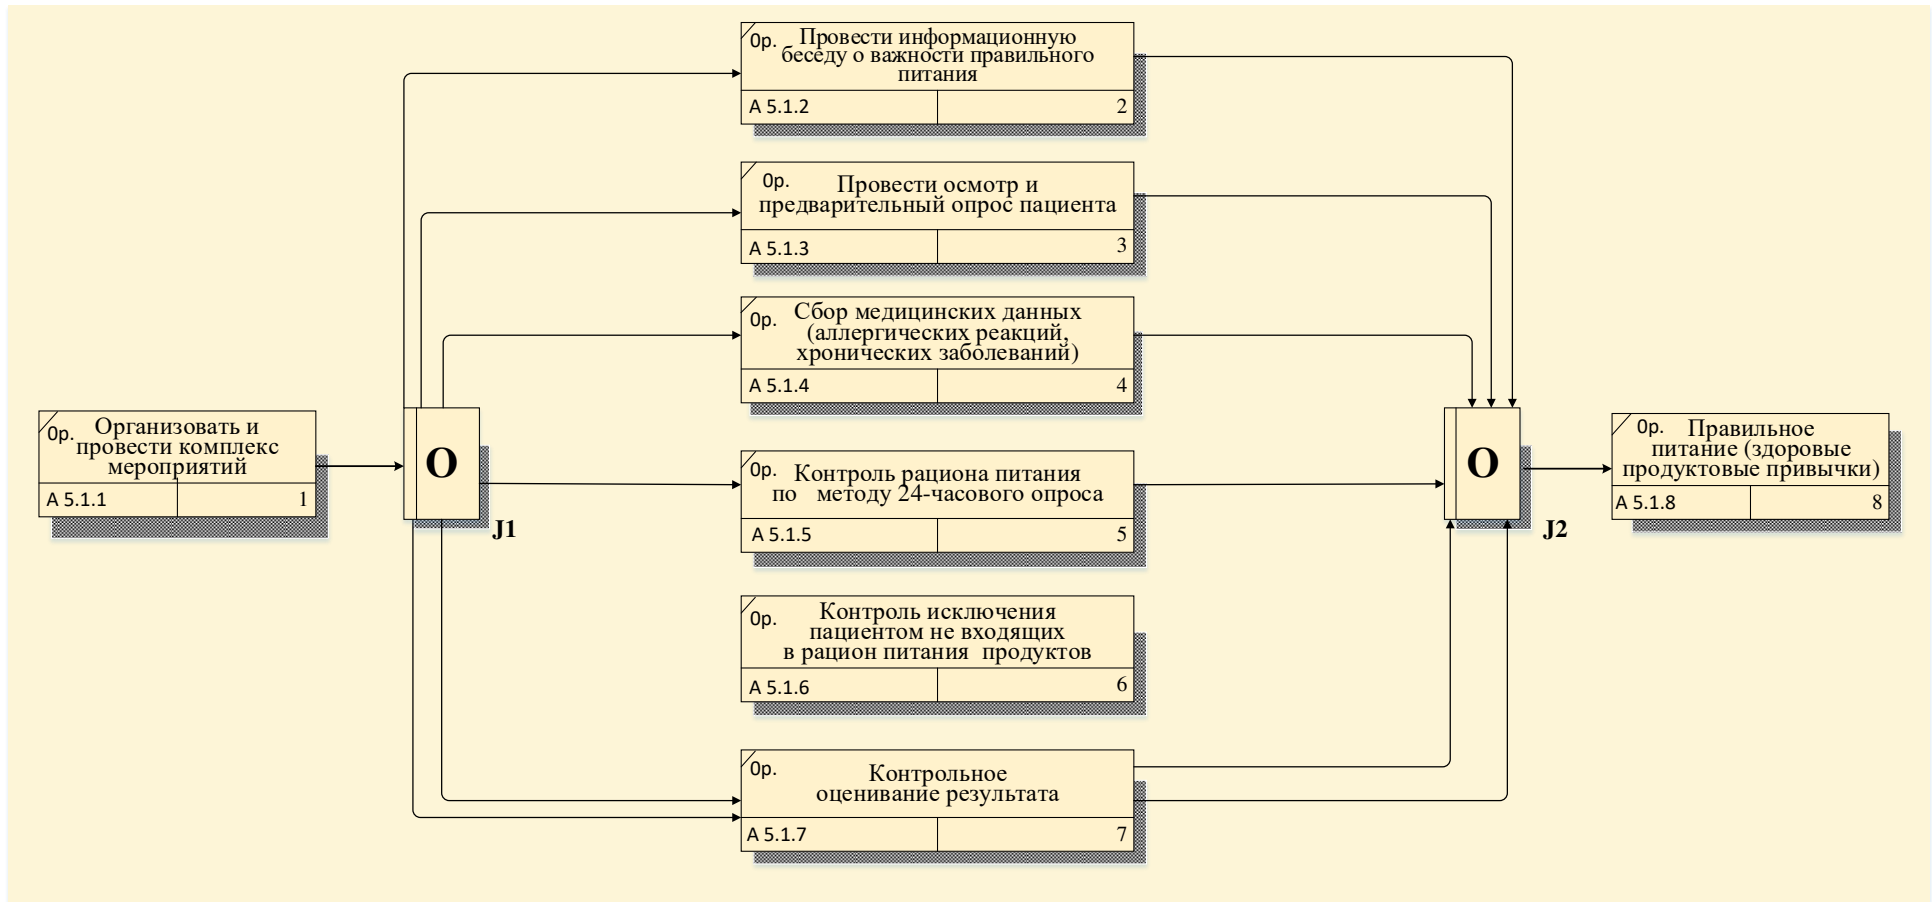 0р.
Провести информационную
беседу о важности правильного
питания
А 5.1.2
2
0р.
Провести осмотр и
предварительный опрос пациента
А 5.1.3
3
0р.
Сбор медицинских данных
(аллергических реакций,
хронических заболеваний)
А 5.1.4
4
0р.
Организовать и
провести комплекс
мероприятий
А 5.1.1
1
О
J1
0р.
Контроль рациона питания
по методу 24-часового опроса
А 5.1.5
5
О
J2
0р.
Правильное
питание (здоровые
продуктовые привычки)
А 5.1.8
8
0р.
Контроль исключения
пациентом не входящих
в рацион питания продуктов
А 5.1.6
6
0р.
Контрольное
оценивание результата
А 5.1.7
7